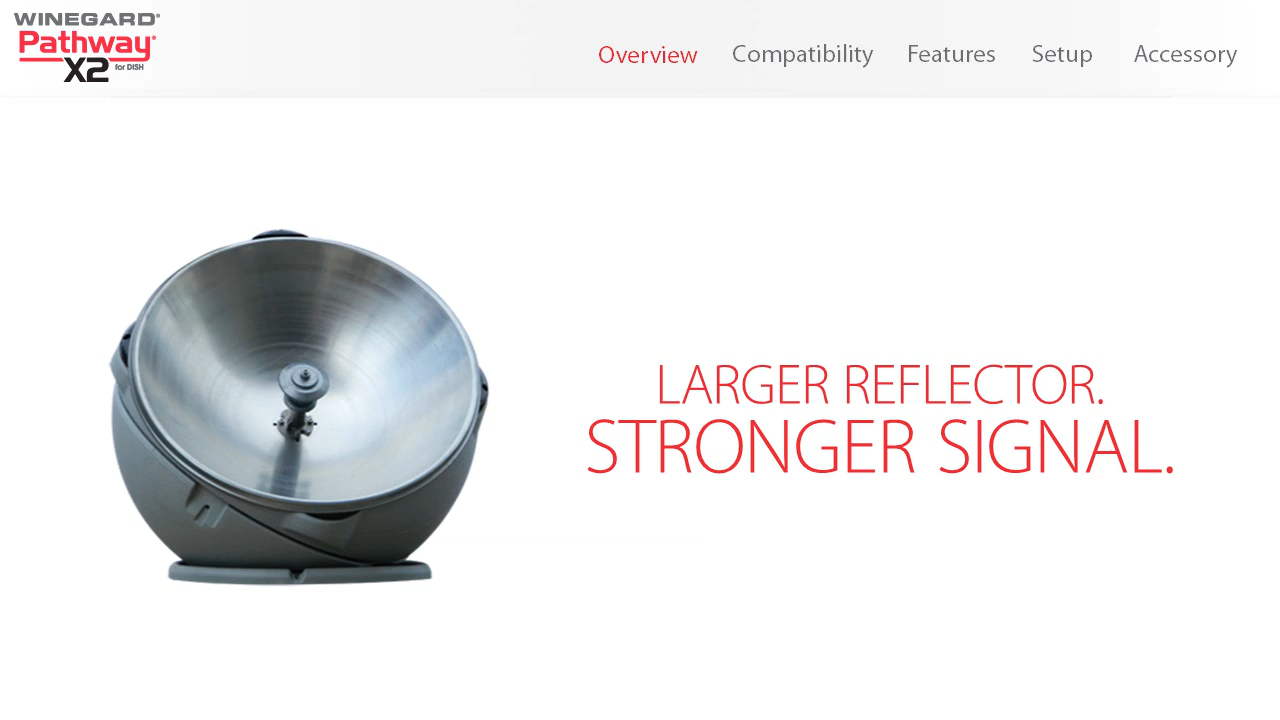 WINEGARD®
Pathway®
X2 for DISH
Overview Compatibility Features Setup Accessory
LARGER REFLECTOR.
STRONGER SIGNAL.